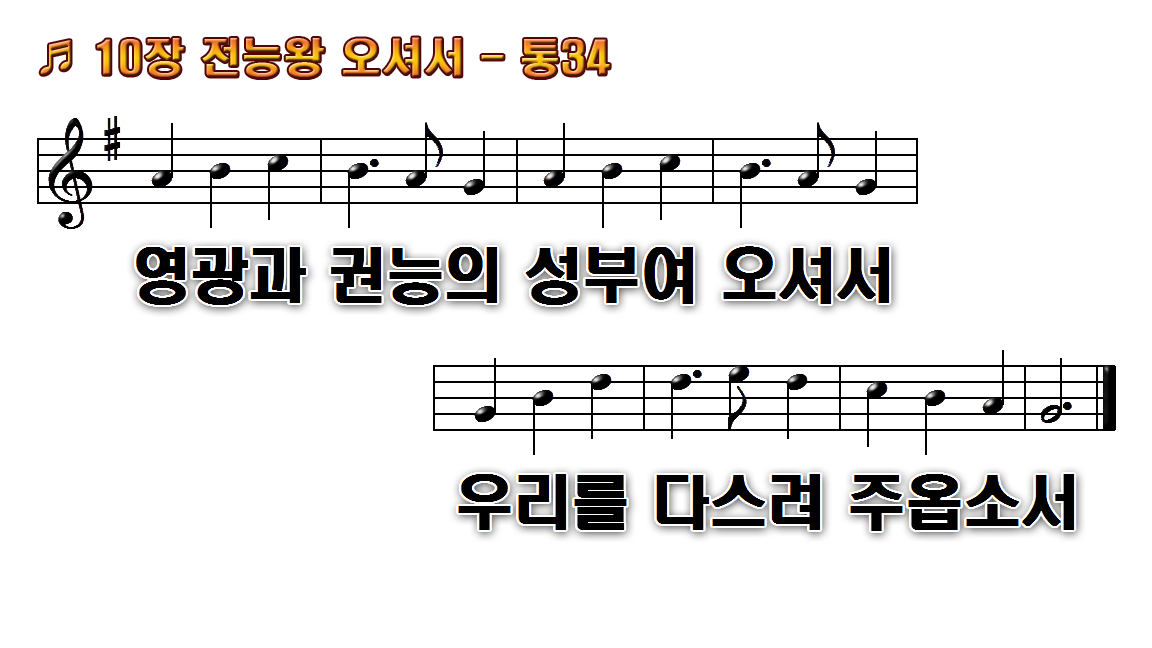 ♬ 10장 전능왕 오셔서 - 통34
영광과 권능의 성부여 오셔서
우리를 다스려 주옵소서